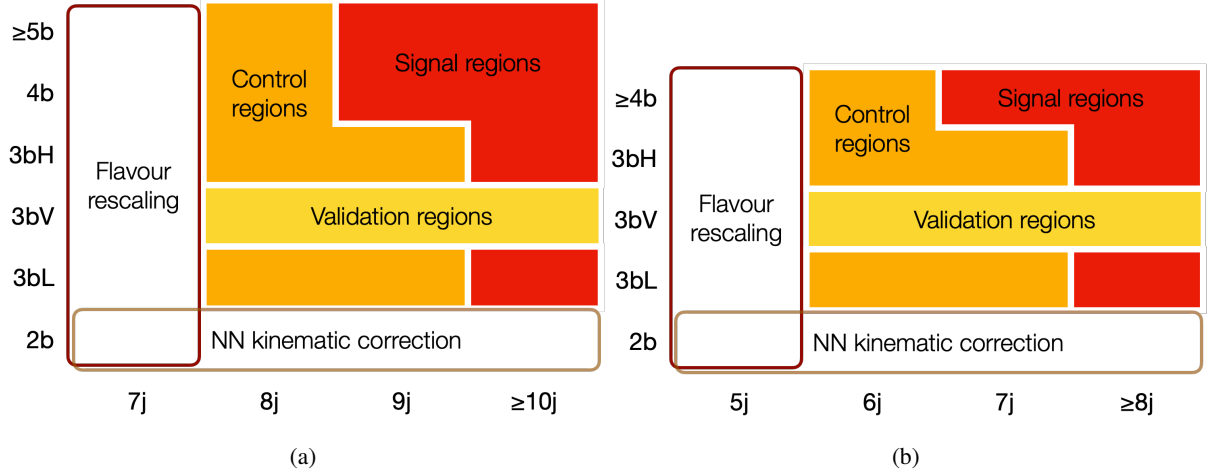 ≥5b
4b
3bH
3bV
3bL
2b
Flavour
rescaling
Control
regions
Signal regions
Validation regions
NN kinematic correction
7j
8j
9j
≥10j
(a)
≥4b
3bH
3bV
3bL
2b
Flavour
rescaling
Control
regions
Signal regions
Validation regions
NN kinematic correction
5j
6j
7j
≥8j
(b)